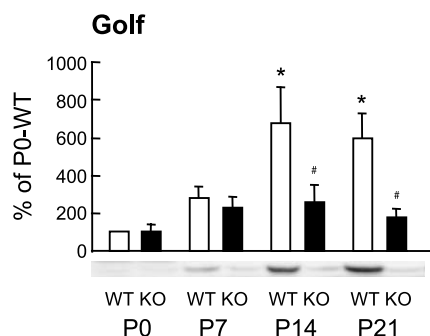 Golf
% of P0-WT
1000
800
600
400
200
0
* *
# #
WT KO WT KO WT KO WT KO
P0 P7 P14 P21